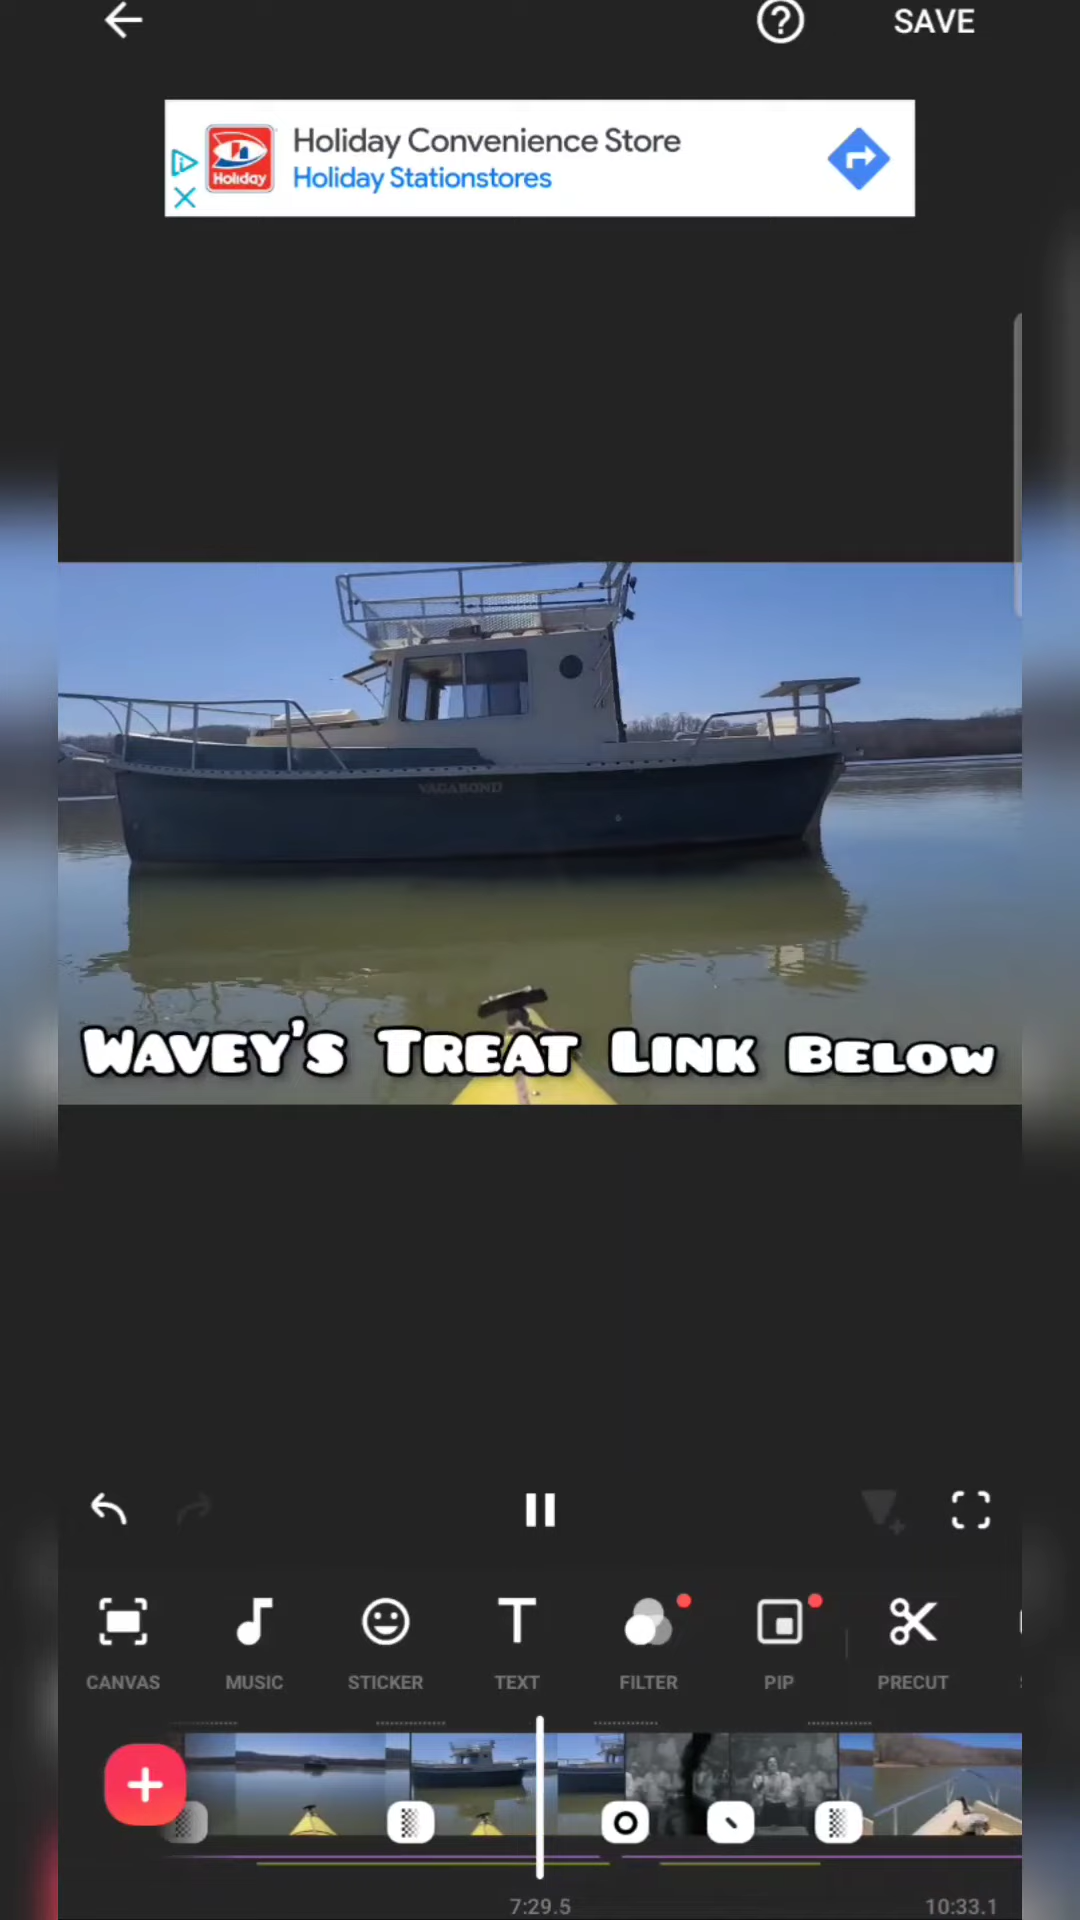 SAVE
Holiday Convenience Store
Holiday Stationstores
Holiday
VAGABOND
WAVEY'S TREAT LINK BELOW
CANVAS
MUSIC
STICKER
TEXT
FILTER
PIP
PRECUT
7:29.5
10:33.1